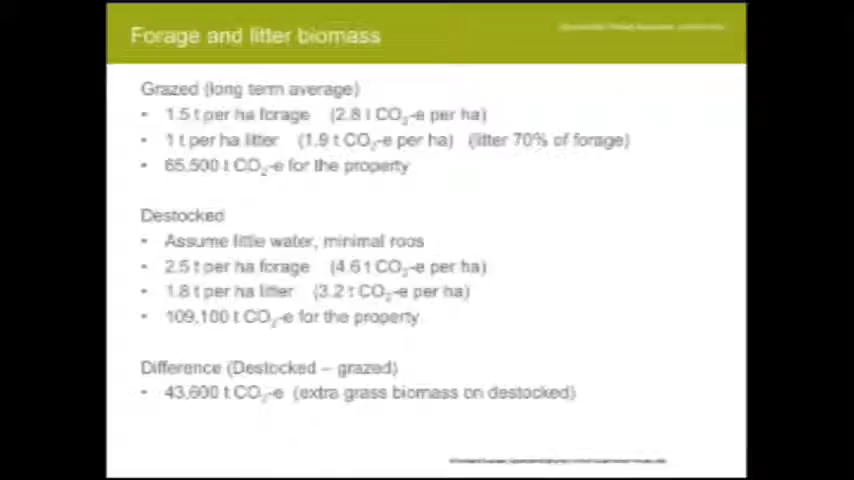 Forage and litter biomass
Grazed (long term average)
• 1.5 t per ha forage (2.8 t CO₂-e per ha)
• 1 t per ha litter (1.9 t CO₂-e per ha) (litter 70% of forage)
• 65,500 t CO₂-e for the property
Destocked
• Assume little water, minimal roos
• 2.5 t per ha forage (4.6 t CO₂-e per ha)
• 1.8 t per ha litter (3.2 t CO₂-e per ha)
• 109,100 t CO₂-e for the property
Difference (Destocked – grazed)
• 43,600 t CO₂-e (extra grass biomass on destocked)